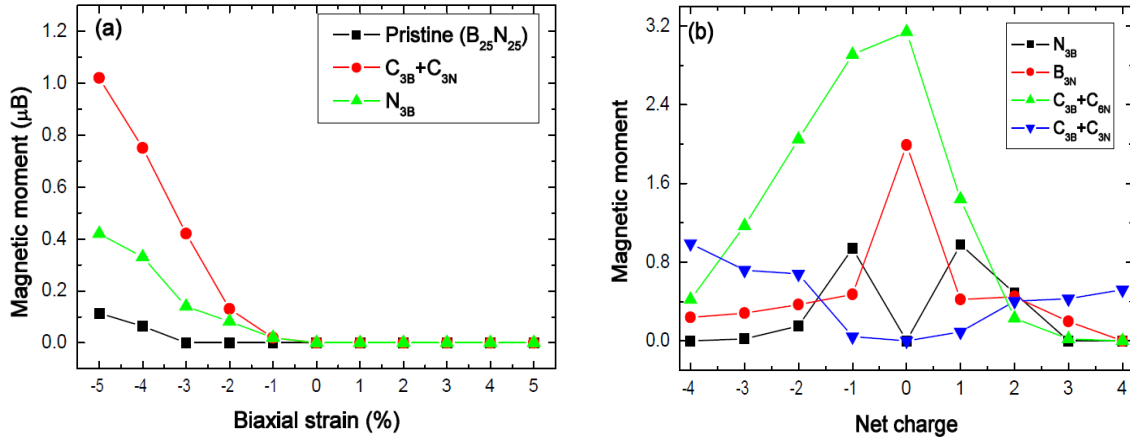 (a)
Pristine (B25N25)
C3B+C3N
N3B
Magnetic moment (μB)
1.2
1.0
0.8
0.6
0.4
0.2
0.0
-5 -4 -3 -2 -1 0 1 2 3 4 5
Biaxial strain (%)
(b)
N3B
B3N
C3B+C6N
C3B+C3N
Magnetic moment
3.2
2.4
1.6
0.8
0.0
-4 -3 -2 -1 0 1 2 3 4
Net charge